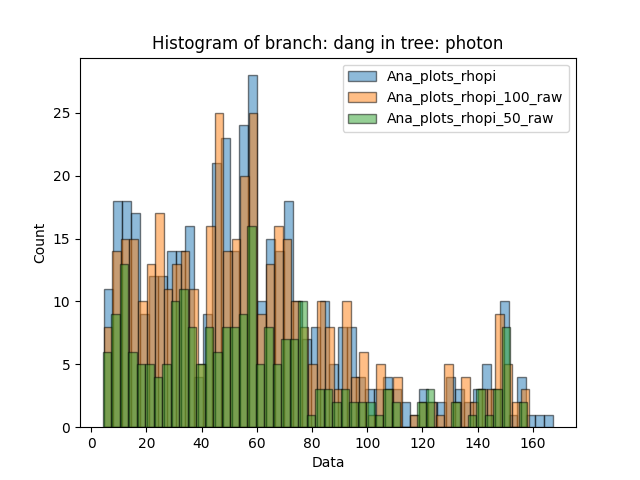 Histogram of branch: dang in tree: photon
Ana_plots_rhopi
Ana_plots_rhopi_100_raw
Ana_plots_rhopi_50_raw
Count
25
20
15
10
5
0
0 20 40 60 80 100 120 140 160
Data